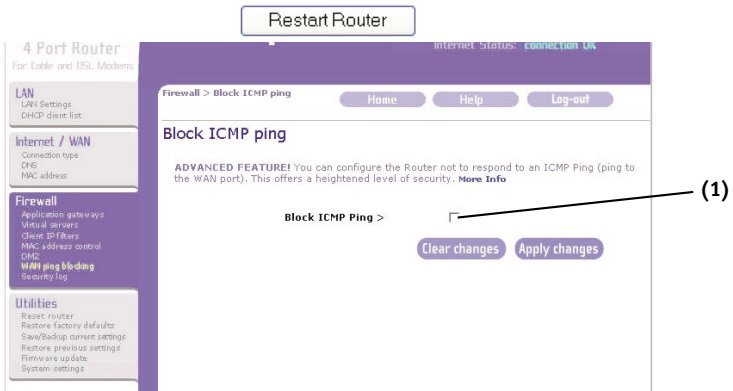 Restart Router
4 Port Router
For Cable and DSL Modems
Internet Status: connection OK
LAN
LAN Settings
DHCP client list
Internet / WAN
Connection type
DNS
MAC address
Firewall
Application gateways
Virtual servers
Client IP filters
MAC address control
DMZ
WAN ping blocking
Security log
Utilities
Reset router
Restore factory defaults
Save/Backup current settings
Restore previous settings
Firmware update
System settings
Firewall > Block ICMP ping
Home
Help
Log-out
Block ICMP ping
ADVANCED FEATURE! You can configure the Router not to respond to an ICMP Ping (ping to
the WAN port). This offers a heightened level of security. More Info
Block ICMP Ping >
(1)
Clear changes
Apply changes